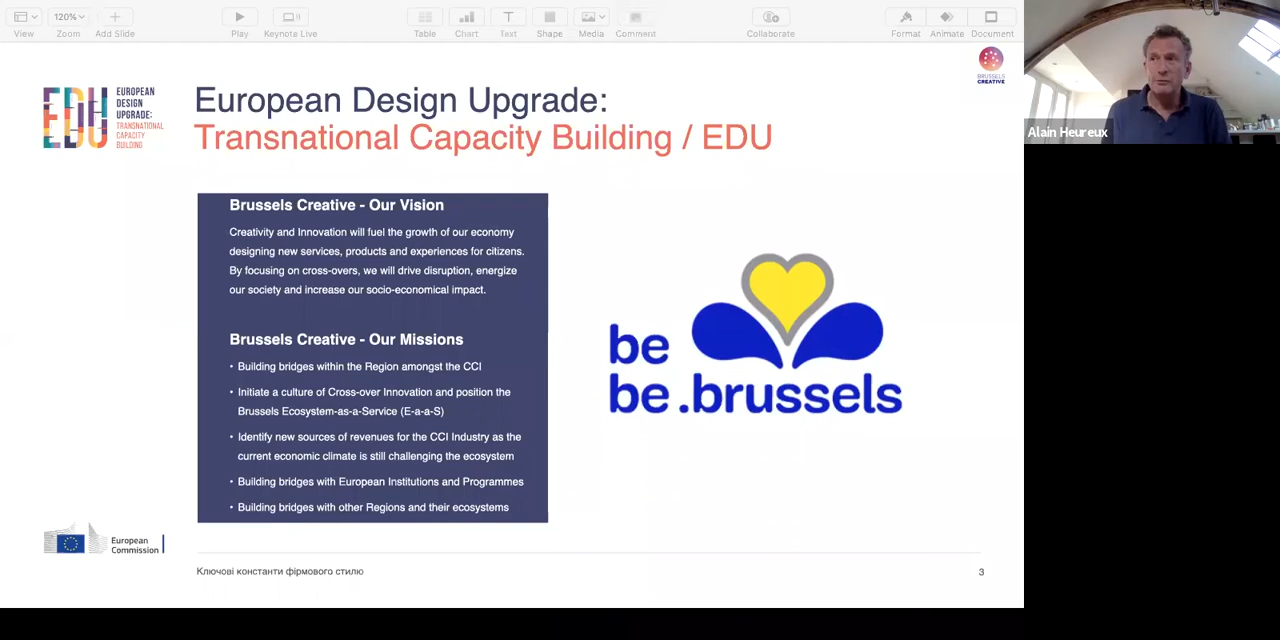 View
120%
Zoom
Add Slide
Play
Keynote Live
Table
Chart
Text
Shape
Media
Comment
Collaborate
Format
Animate
Document
BRUSSELS
CREATIVE
Alain Heureux
EDU
EUROPEAN
DESIGN
UPGRADE:
TRANSNATIONAL
CAPACITY
BUILDING
European Design Upgrade:
Transnational Capacity Building / EDU
Brussels Creative - Our Vision
Creativity and Innovation will fuel the growth of our economy
designing new services, products and experiences for citizens.
By focusing on cross-overs, we will drive disruption, energize
our society and increase our socio-economical impact.
Brussels Creative - Our Missions
• Building bridges within the Region amongst the CCI
• Initiate a culture of Cross-over Innovation and position the
Brussels Ecosystem-as-a-Service (E-a-a-S)
• Identify new sources of revenues for the CCI Industry as the
current economic climate is still challenging the ecosystem
• Building bridges with European Institutions and Programmes
• Building bridges with other Regions and their ecosystems
be
be .brussels
European
Commission
Ключові константи фірмового стилю
3